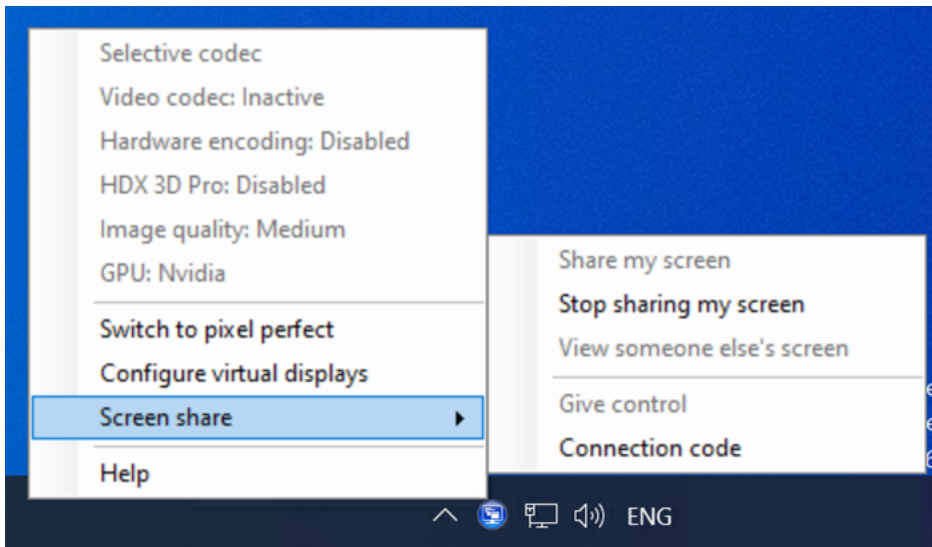 Selective codec
Video codec: Inactive
Hardware encoding: Disabled
HDX 3D Pro: Disabled
Image quality: Medium
GPU: Nvidia
Switch to pixel perfect
Configure virtual displays
Screen share
Help
Share my screen
Stop sharing my screen
View someone else's screen
Give control
Connection code
ENG